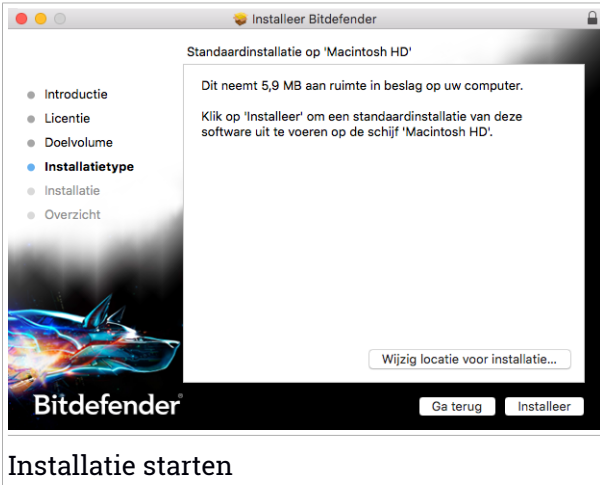 Installeer Bitdefender
Standaardinstallatie op 'Macintosh HD'
Introductie
Licentie
Doelvolume
Installatietype
Installatie
Overzicht
Dit neemt 5,9 MB aan ruimte in beslag op uw computer.
Klik op 'Installeer' om een standaardinstallatie van deze
software uit te voeren op de schijf 'Macintosh HD'.
Wijzig locatie voor installatie...
Bitdefender
Ga terug
Installeer
Installatie starten